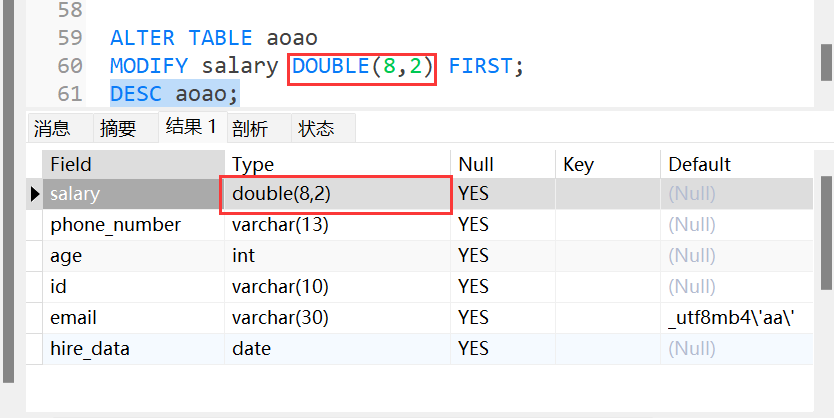 58
59 ALTER TABLE aoao
60 MODIFY salary DOUBLE(8,2) FIRST;
61 DESC aoao;
消息 摘要 结果 1 剖析 状态
Field Type Null Key Default
salary double(8,2) YES (Null)
phone_number varchar(13) YES (Null)
age int YES (Null)
id varchar(10) YES (Null)
email varchar(30) YES _utf8mb4\'aa\'
hire_data date YES (Null)